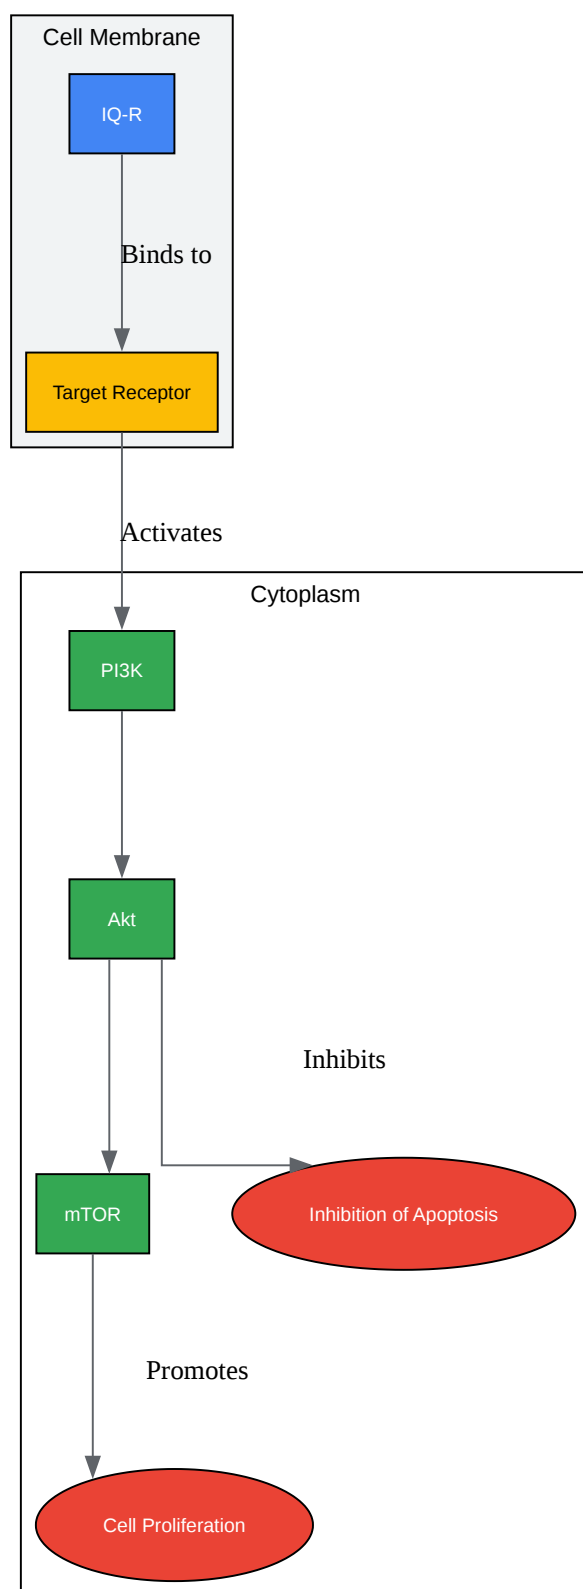 Cell Membrane
IQ-R
Binds to
Target Receptor
Activates
Cytoplasm
PI3K
Akt
Inhibits
mTOR
Inhibition of Apoptosis
Promotes
Cell Proliferation